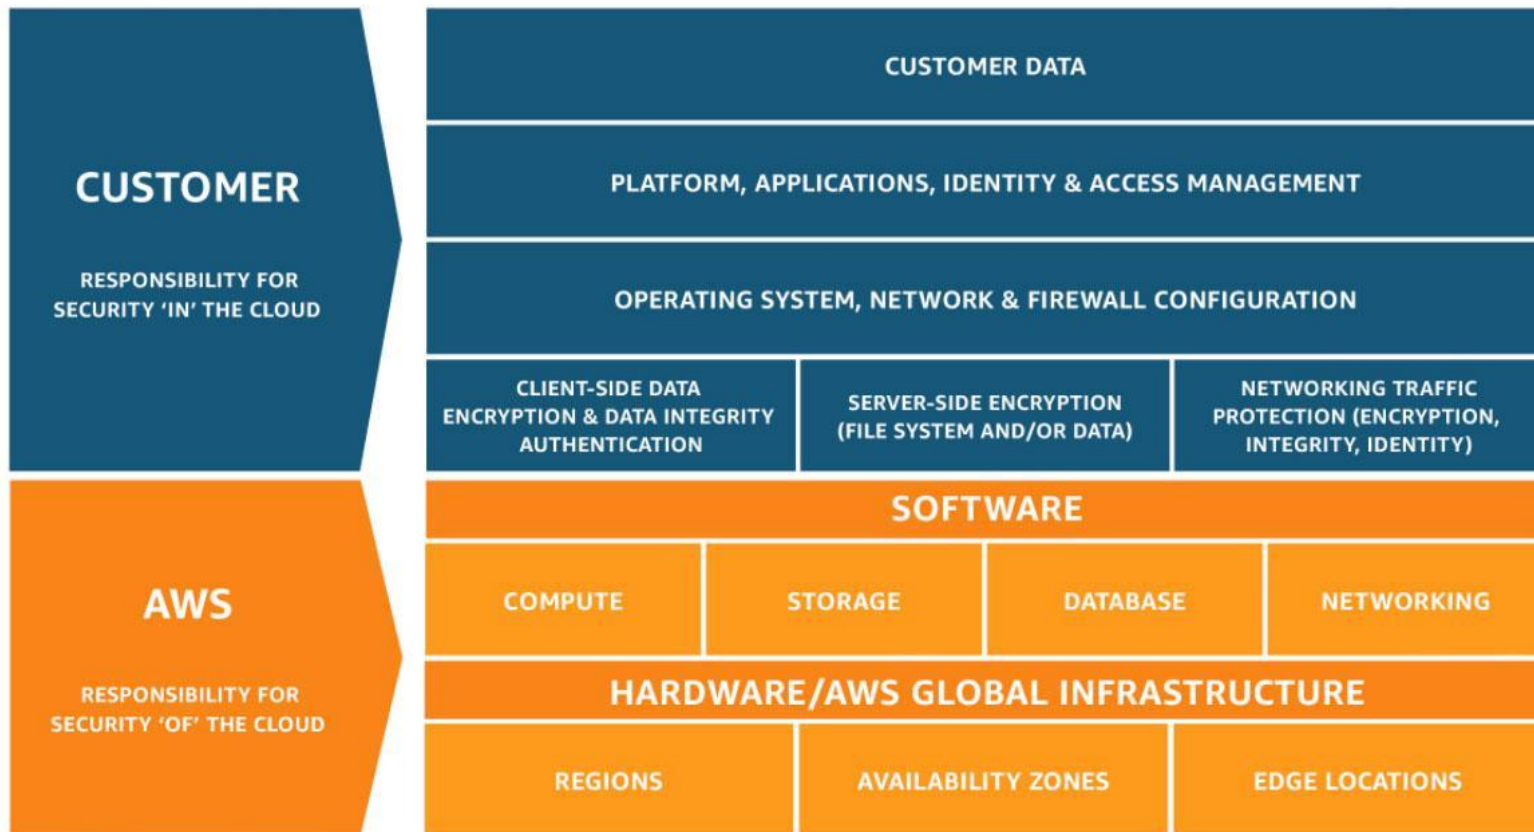 CUSTOMER
RESPONSIBILITY FOR
SECURITY ‘IN’ THE CLOUD
CUSTOMER DATA
PLATFORM, APPLICATIONS, IDENTITY & ACCESS MANAGEMENT
OPERATING SYSTEM, NETWORK & FIREWALL CONFIGURATION
CLIENT-SIDE DATA
ENCRYPTION & DATA INTEGRITY
AUTHENTICATION
SERVER-SIDE ENCRYPTION
(FILE SYSTEM AND/OR DATA)
NETWORKING TRAFFIC
PROTECTION (ENCRYPTION,
INTEGRITY, IDENTITY)
AWS
RESPONSIBILITY FOR
SECURITY ‘OF’ THE CLOUD
SOFTWARE
COMPUTE
STORAGE
DATABASE
NETWORKING
HARDWARE/AWS GLOBAL INFRASTRUCTURE
REGIONS
AVAILABILITY ZONES
EDGE LOCATIONS